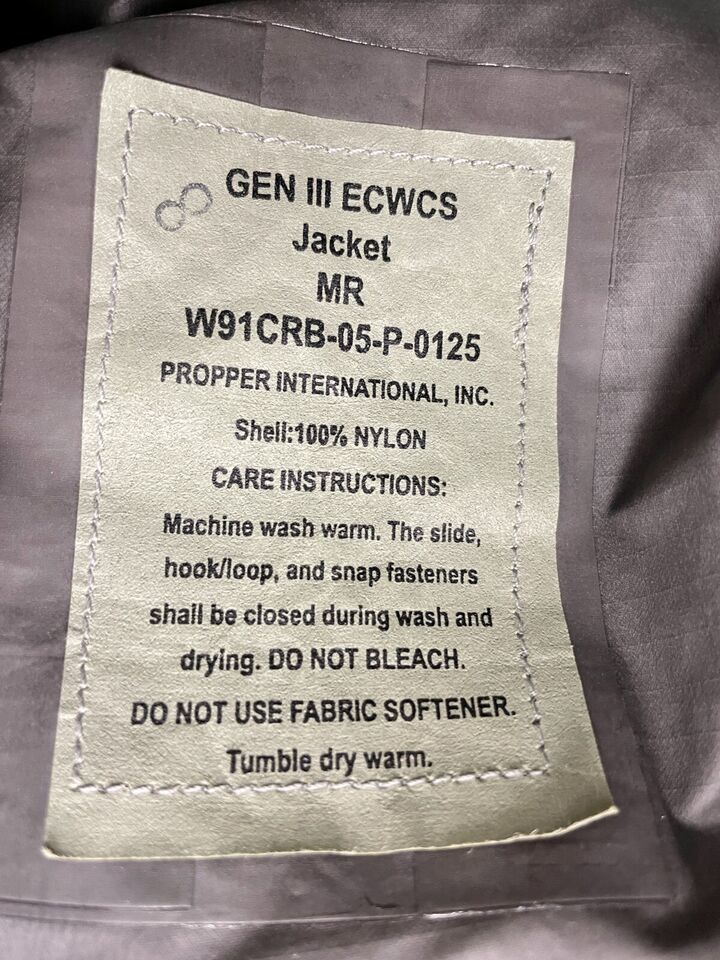 GEN III ECWCS
Jacket
MR
W91CRB-05-P-0125
PROPPER INTERNATIONAL, INC.
Shell:100% NYLON
CARE INSTRUCTIONS:
Machine wash warm. The slide,
hook/loop, and snap fasteners
shall be closed during wash and
drying. DO NOT BLEACH.
DO NOT USE FABRIC SOFTENER.
Tumble dry warm.